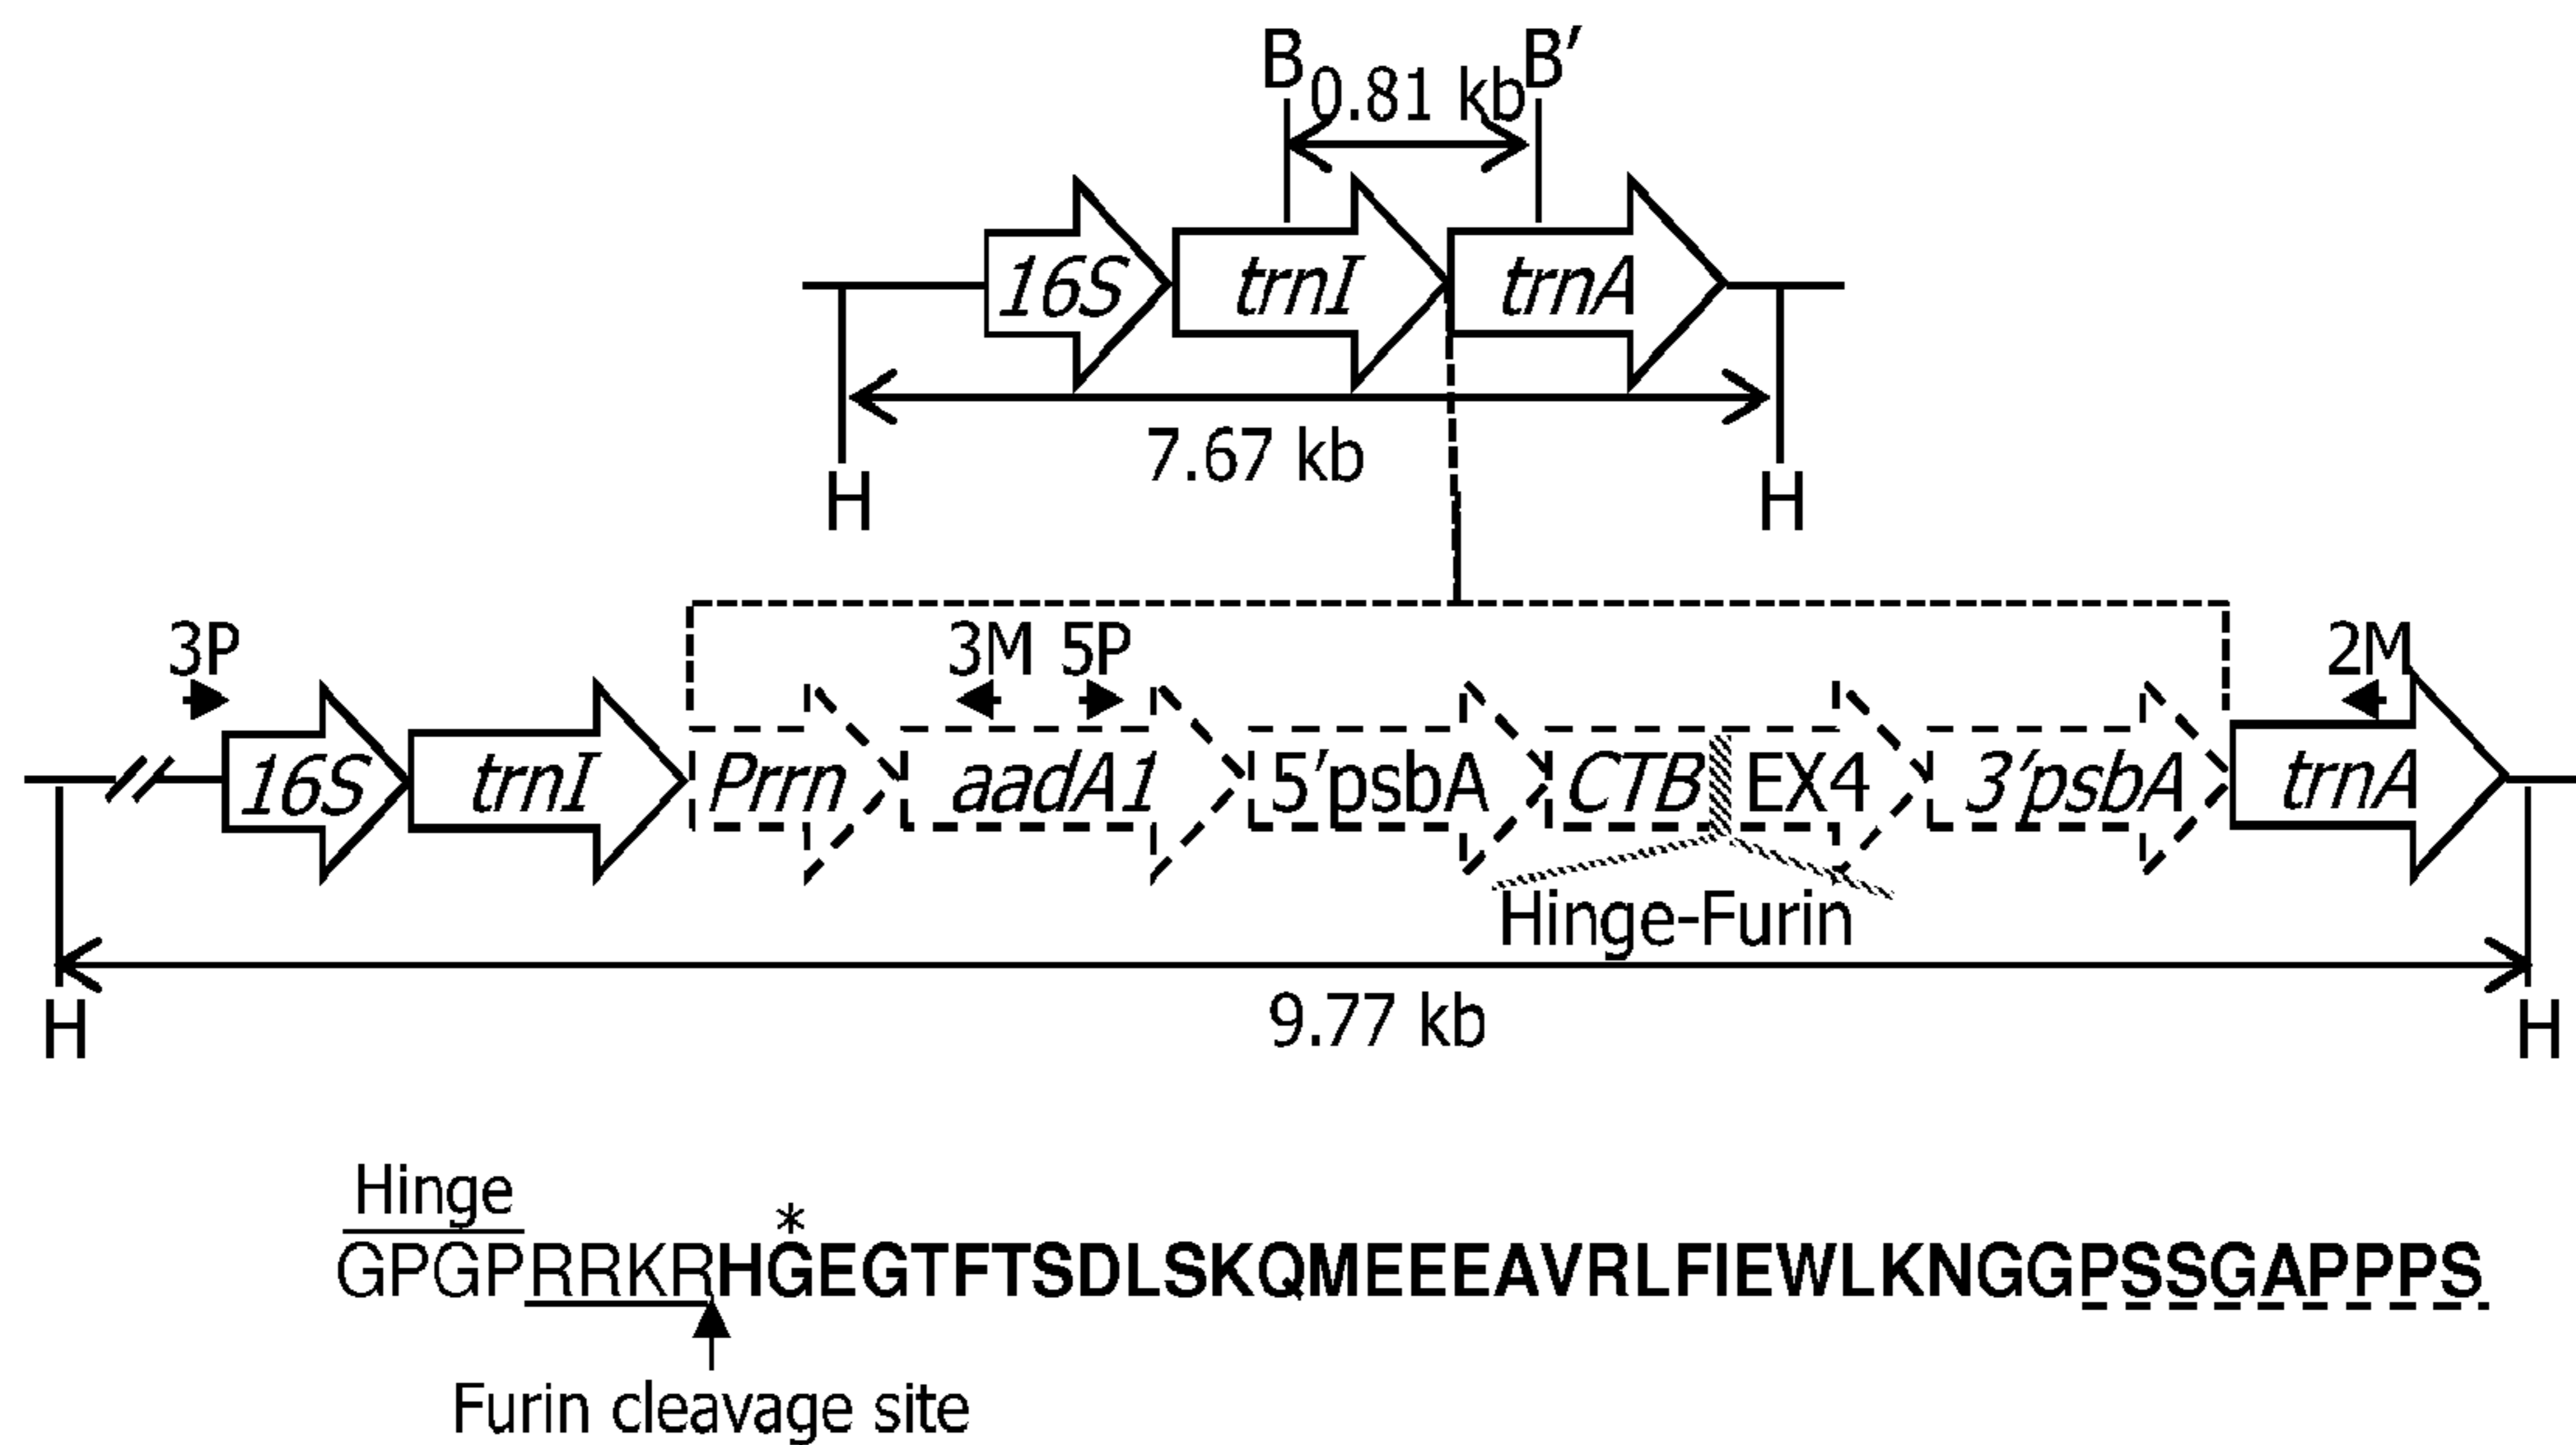 B 0.81 kb B′
16S trnI trnA
7.67 kb
H H
3P 3M 5P 2M
16S trnI Prrn aadA1 5′psbA CTB EX4 3′psbA trnA
Hinge-Furin
9.77 kb
H H
Hinge
*
GPGPRRKRHGEGTFTSDLSKQMEEEAVRLFIEWLKNGGPSSGAPPPS
Furin cleavage site